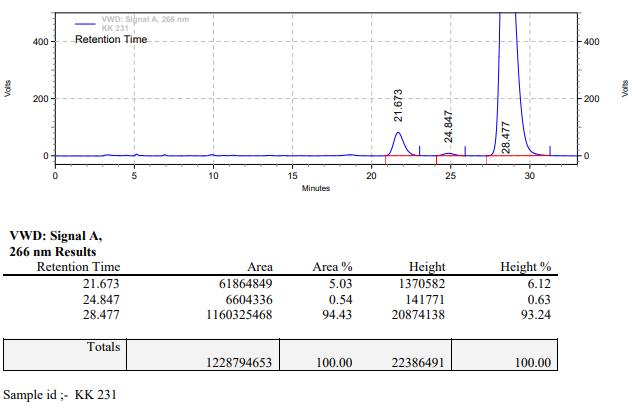 VWD: Signal A, 266 nm
KK 231
Retention Time
400
200
0
Volts
21.673
24.847
28.477
400
200
0
Volts
0 5 10 15 20 25 30
Minutes
VWD: Signal A,
266 nm Results
Retention Time Area Area % Height Height %
21.673 61864849 5.03 1370582 6.12
24.847 6604336 0.54 141771 0.63
28.477 1160325468 94.43 20874138 93.24
Totals
1228794653 100.00 22386491 100.00
Sample id ;- KK 231